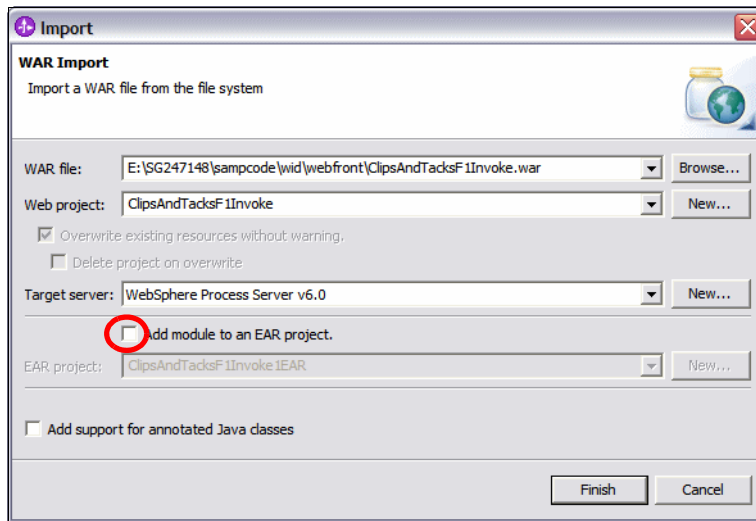 Import
WAR Import
Import a WAR file from the file system
WAR file: E:\SG247148\sampcode\wid\webfront\ClipsAndTacksF1Invoke.war Browse...
Web project: ClipsAndTacksF1Invoke New...
Overwrite existing resources without warning.
Delete project on overwrite
Target server: WebSphere Process Server v6.0 New...
Add module to an EAR project.
EAR project: ClipsAndTacksF1Invoke1EAR New...
Add support for annotated Java classes
Finish Cancel